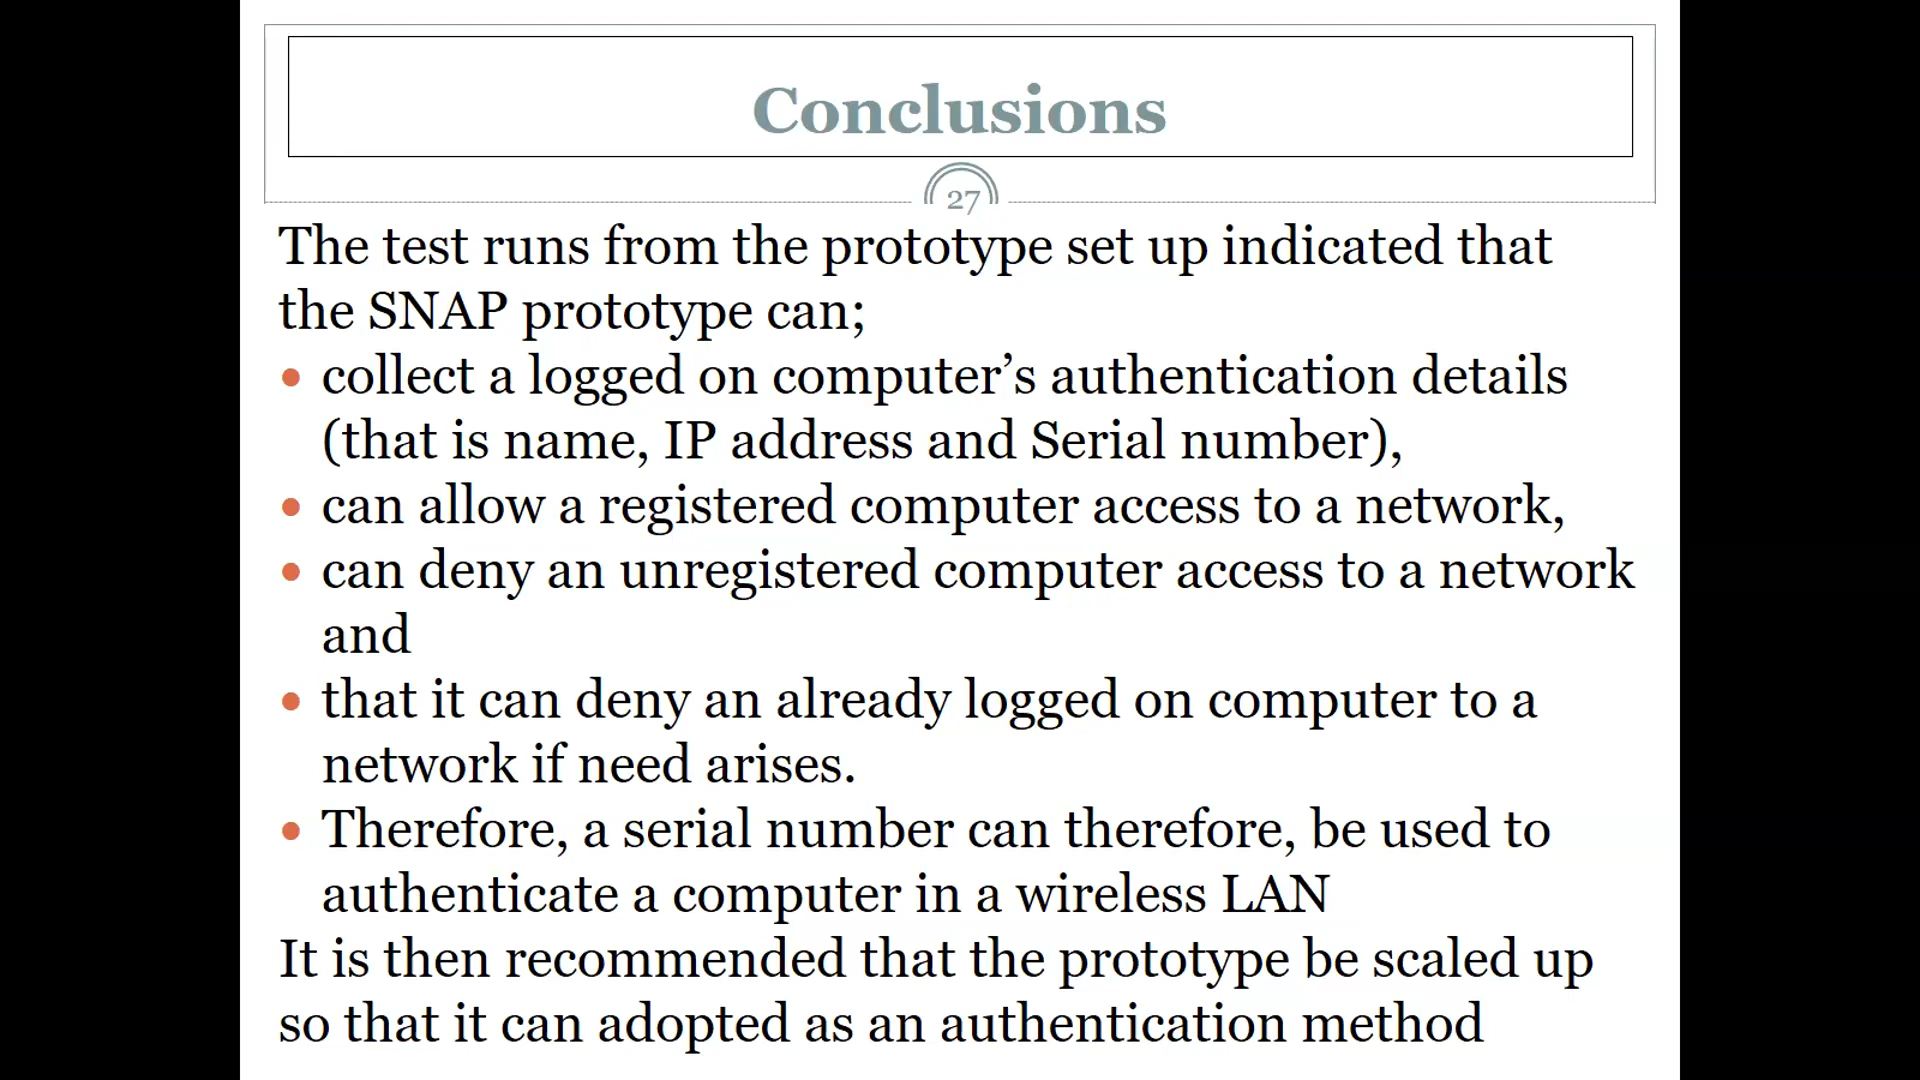 Conclusions
27
The test runs from the prototype set up indicated that
the SNAP prototype can;
• collect a logged on computer’s authentication details
(that is name, IP address and Serial number),
• can allow a registered computer access to a network,
• can deny an unregistered computer access to a network
and
• that it can deny an already logged on computer to a
network if need arises.
• Therefore, a serial number can therefore, be used to
authenticate a computer in a wireless LAN
It is then recommended that the prototype be scaled up
so that it can adopted as an authentication method